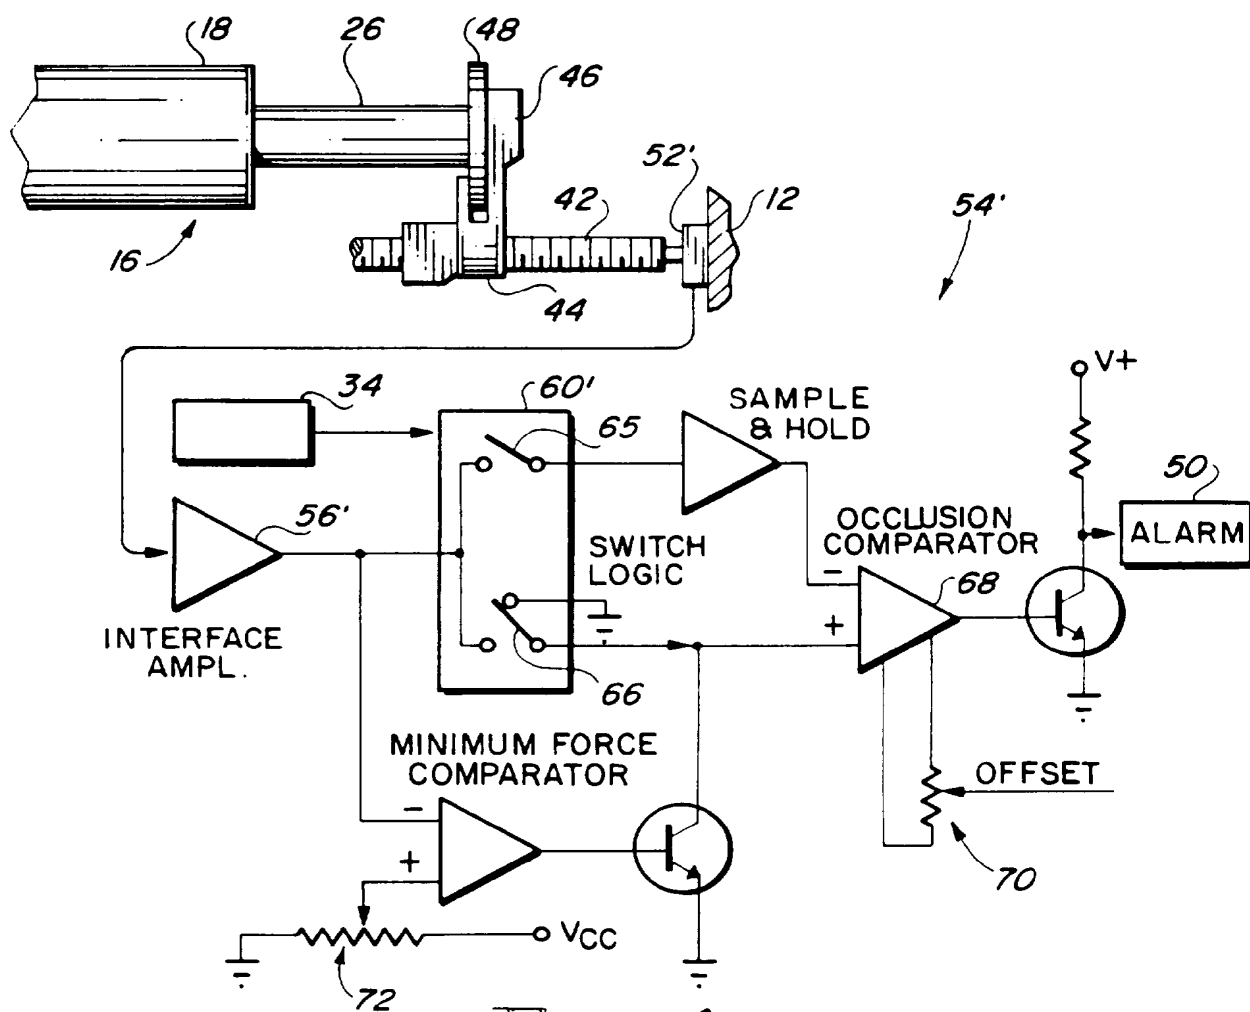 18
26
48
46
52'
12
42
54'
16
44
V+
34
60'
SAMPLE
& HOLD
65
50
56'
OCCLUSION
COMPARATOR
ALARM
SWITCH
LOGIC
−
68
+
INTERFACE
AMPL.
66
MINIMUM FORCE
COMPARATOR
OFFSET
−
+
70
VCC
72